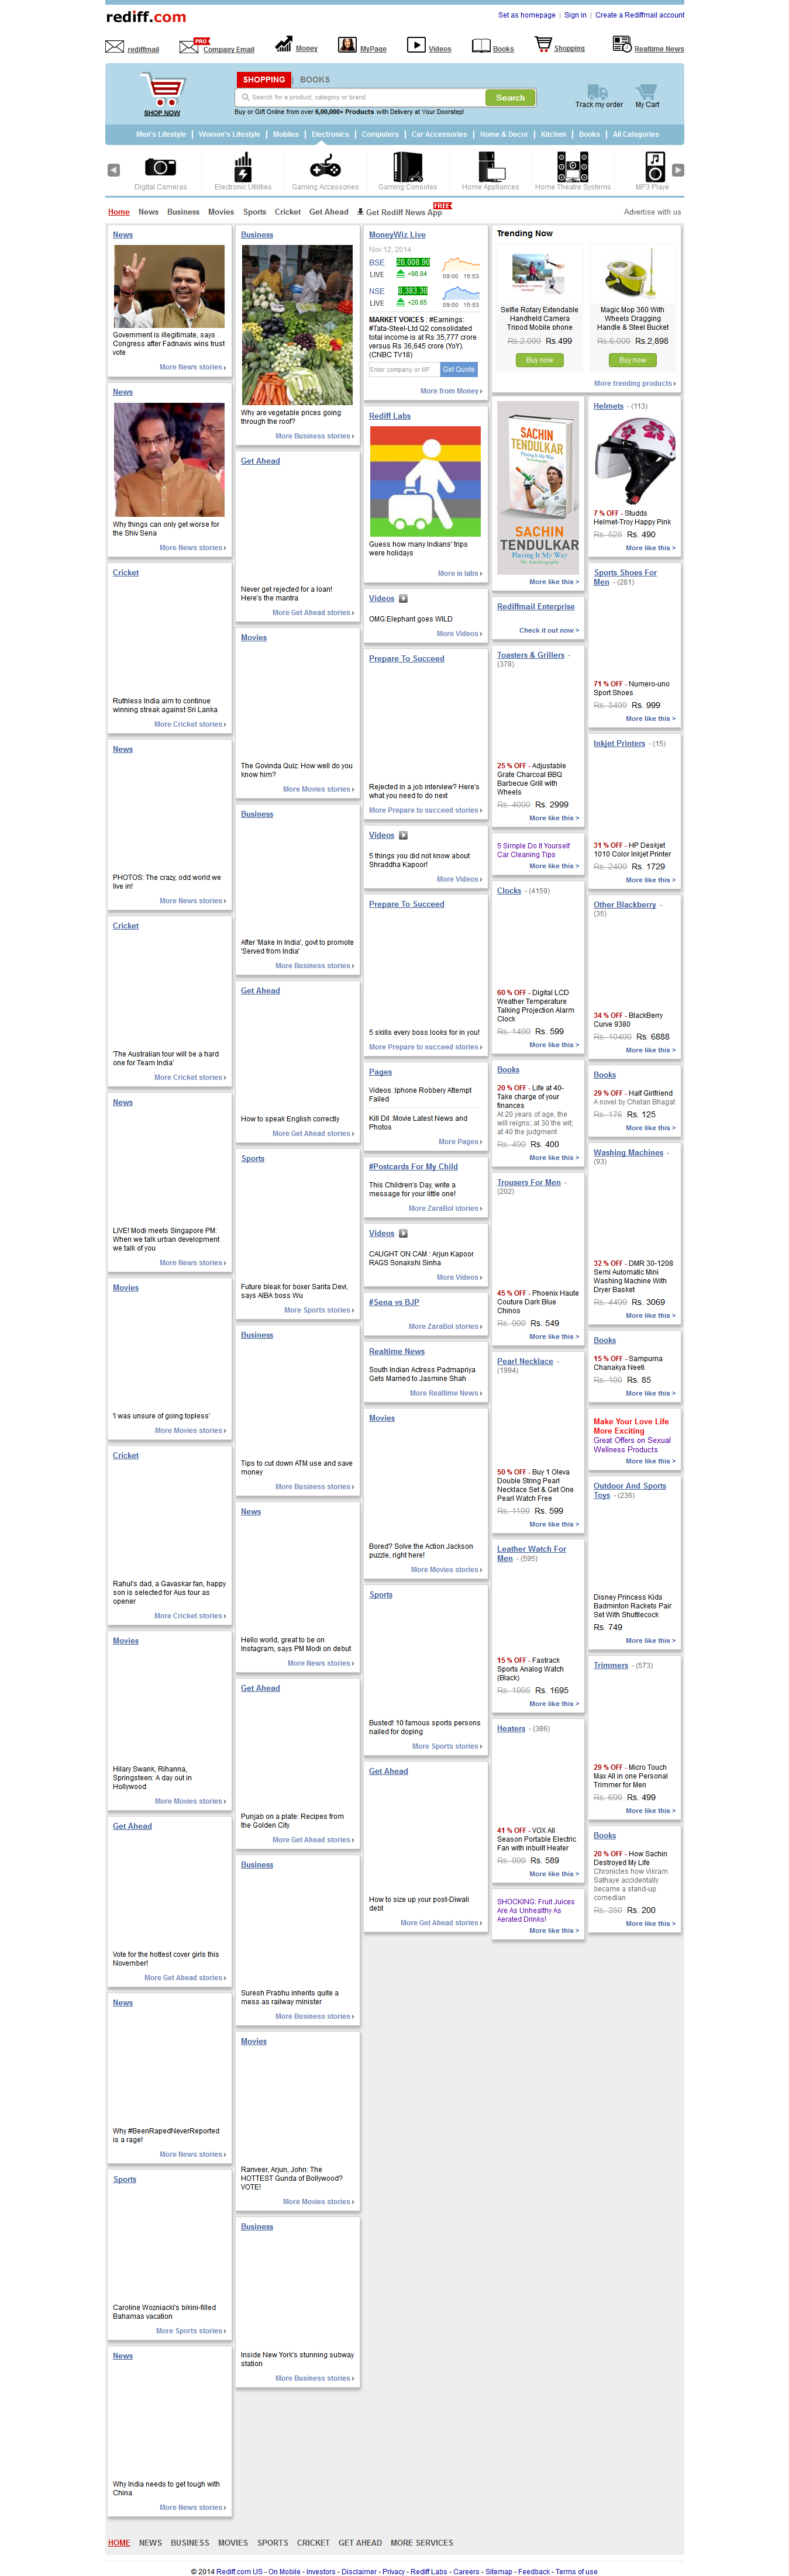 rediff.com
Set as homepage | Sign in | Create a Rediffmail account
rediffmail
PRO
Company Email
Money
MyPage
Videos
Books
Shopping
Realtime News
SHOP NOW
SHOPPING
BOOKS
Search for a product, category or brand
Search
Buy or Gift Online from over 6,00,000+ Products with Delivery at Your Doorstep!
Track my order
My Cart
Men's Lifestyle | Women's Lifestyle | Mobiles | Electronics | Computers | Car Accessories | Home & Decor | Kitchen | Books | All Categories
Digital Cameras
Electronic Utilities
Gaming Accessories
Gaming Consoles
Home Appliances
Home Theatre Systems
MP3 Playe
Home News Business Movies Sports Cricket Get Ahead Get Rediff News App FREE
Advertise with us
News
Government is illegitimate, says
Congress after Fadnavis wins trust
vote
More News stories
News
Why things can only get worse for
the Shiv Sena
More News stories
Cricket
Ruthless India aim to continue
winning streak against Sri Lanka
More Cricket stories
News
PHOTOS: The crazy, odd world we
live in!
More News stories
Cricket
'The Australian tour will be a hard
one for Team India'
More Cricket stories
News
LIVE! Modi meets Singapore PM:
When we talk urban development
we talk of you
More News stories
Movies
'I was unsure of going topless'
More Movies stories
Cricket
Rahul's dad, a Gavaskar fan, happy
son is selected for Aus tour as
opener
More Cricket stories
Movies
Hilary Swank, Rihanna,
Springsteen: A day out in
Hollywood
More Movies stories
Get Ahead
Vote for the hottest cover girls this
November!
More Get Ahead stories
News
Why #BeenRapedNeverReported
is a rage!
More News stories
Sports
Caroline Wozniacki's bikini-filled
Bahamas vacation
More Sports stories
News
Why India needs to get tough with
China
More News stories
Business
Why are vegetable prices going
through the roof?
More Business stories
Get Ahead
Never get rejected for a loan!
Here's the mantra
More Get Ahead stories
Movies
The Govinda Quiz: How well do you
know him?
More Movies stories
Business
After 'Make In India', govt to promote
'Served from India'
More Business stories
Get Ahead
How to speak English correctly
More Get Ahead stories
Sports
Future bleak for boxer Sarita Devi,
says AIBA boss Wu
More Sports stories
Business
Tips to cut down ATM use and save
money
More Business stories
News
Hello world, great to be on
Instagram, says PM Modi on debut
More News stories
Get Ahead
Punjab on a plate: Recipes from
the Golden City
More Get Ahead stories
Business
Suresh Prabhu inherits quite a
mess as railway minister
More Business stories
Movies
Ranveer, Arjun, John: The
HOTTEST Gunda of Bollywood?
VOTE!
More Movies stories
Business
Inside New York's stunning subway
station
More Business stories
MoneyWiz Live
Nov 12, 2014
BSE 28,008.90
LIVE +98.84
09:00 15:53
NSE 8,383.30
LIVE +20.65
09:00 15:53
MARKET VOICES : #Earnings:
#Tata-Steel-Ltd Q2 consolidated
total income is at Rs 35,777 crore
versus Rs 36,645 crore (YoY).
(CNBC TV18)
Enter company or MF
Get Quote
More from Money
Rediff Labs
Guess how many Indians' trips
were holidays
More in labs
Videos
OMG:Elephant goes WILD
More Videos
Prepare To Succeed
Rejected in a job interview? Here's
what you need to do next
More Prepare to succeed stories
Videos
5 things you did not know about
Shraddha Kapoor!
More Videos
Prepare To Succeed
5 skills every boss looks for in you!
More Prepare to succeed stories
Pages
Videos :Iphone Robbery Attempt
Failed
Kill Dil :Movie Latest News and
Photos
More Pages
#Postcards For My Child
This Children's Day, write a
message for your little one!
More ZaraBol stories
Videos
CAUGHT ON CAM : Arjun Kapoor
RAGS Sonakshi Sinha
More Videos
#Sena vs BJP
More ZaraBol stories
Realtime News
South Indian Actress Padmapriya
Gets Married to Jasmine Shah
More Realtime News
Movies
Bored? Solve the Action Jackson
puzzle, right here!
More Movies stories
Sports
Busted! 10 famous sports persons
nailed for doping
More Sports stories
Get Ahead
How to size up your post-Diwali
debt
More Get Ahead stories
Trending Now
Selfie Rotary Extendable
Handheld Camera
Tripod Mobile phone
Rs.2,099 Rs.499
Buy now
Magic Mop 360 With
Wheels Dragging
Handle & Steel Bucket
Rs.6,000 Rs.2,898
Buy now
More trending products
SACHIN
TENDULKAR
Playing It My Way
SACHIN
TENDULKAR
Playing It My Way
My Autobiography
More like this >
Rediffmail Enterprise
Check it out now >
Toasters & Grillers -
(378)
25 % OFF - Adjustable
Grate Charcoal BBQ
Barbecue Grill with
Wheels
Rs. 4000 Rs. 2999
More like this >
5 Simple Do It Yourself
Car Cleaning Tips
More like this >
Clocks - (4159)
60 % OFF - Digital LCD
Weather Temperature
Talking Projection Alarm
Clock
Rs. 1499 Rs. 599
More like this >
Books
20 % OFF - Life at 40-
Take charge of your
finances
At 20 years of age, the
will reigns; at 30 the wit;
at 40 the judgment
Rs. 499 Rs. 400
More like this >
Trousers For Men -
(202)
45 % OFF - Phoenix Haute
Couture Dark Blue
Chinos
Rs. 999 Rs. 549
More like this >
Pearl Necklace -
(1994)
50 % OFF - Buy 1 Oleva
Double String Pearl
Necklace Set & Get One
Pearl Watch Free
Rs. 1199 Rs. 599
More like this >
Leather Watch For
Men - (595)
15 % OFF - Fastrack
Sports Analog Watch
(Black)
Rs. 1995 Rs. 1695
More like this >
Heaters - (386)
41 % OFF - VOX All
Season Portable Electric
Fan with inbuilt Heater
Rs. 999 Rs. 589
More like this >
SHOCKING: Fruit Juices
Are As Unhealthy As
Aerated Drinks!
More like this >
Helmets - (113)
7 % OFF - Studds
Helmet-Troy Happy Pink
Rs. 525 Rs. 490
More like this >
Sports Shoes For
Men - (281)
71 % OFF - Numero-uno
Sport Shoes
Rs. 3499 Rs. 999
More like this >
Inkjet Printers - (15)
31 % OFF - HP Deskjet
1010 Color Inkjet Printer
Rs. 2499 Rs. 1729
More like this >
Other Blackberry -
(35)
34 % OFF - BlackBerry
Curve 9380
Rs. 10490 Rs. 6888
More like this >
Books
29 % OFF - Half Girlfriend
A novel by Chetan Bhagat
Rs. 176 Rs. 125
More like this >
Washing Machines -
(93)
32 % OFF - DMR 30-1208
Semi Automatic Mini
Washing Machine With
Dryer Basket
Rs. 4499 Rs. 3069
More like this >
Books
15 % OFF - Sampurna
Chanakya Neeti
Rs. 100 Rs. 85
More like this >
Make Your Love Life
More Exciting
Great Offers on Sexual
Wellness Products
More like this >
Outdoor And Sports
Toys - (236)
Disney Princess Kids
Badminton Rackets Pair
Set With Shuttlecock
Rs. 749
More like this >
Trimmers - (573)
29 % OFF - Micro Touch
Max All in one Personal
Trimmer for Men
Rs. 699 Rs. 499
More like this >
Books
20 % OFF - How Sachin
Destroyed My Life
Chronicles how Vikram
Sathaye accidentally
became a stand-up
comedian
Rs. 250 Rs. 200
More like this >
HOME NEWS BUSINESS MOVIES SPORTS CRICKET GET AHEAD MORE SERVICES
© 2014 Rediff.com US - On Mobile - Investors - Disclaimer - Privacy - Rediff Labs - Careers - Sitemap - Feedback - Terms of use